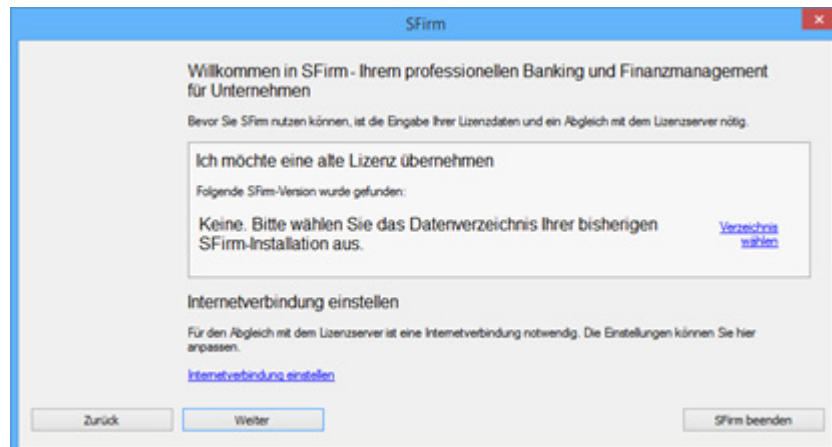 SFirm
Willkommen in SFirm - Ihrem professionellen Banking und Finanzmanagement
für Unternehmen
Bevor Sie SFirm nutzen können, ist die Eingabe Ihrer Lizenzdaten und ein Abgleich mit dem Lizenzserver nötig.
Ich möchte eine alte Lizenz übernehmen
Folgende SFirm-Version wurde gefunden:
Keine. Bitte wählen Sie das Datenverzeichnis Ihrer bisherigen
SFirm-Installation aus.
Verzeichnis
wählen
Internetverbindung einstellen
Für den Abgleich mit dem Lizenzserver ist eine Internetverbindung notwendig. Die Einstellungen können Sie hier
anpassen.
Internetverbindung einstellen
Zurück
Weiter
SFirm beenden